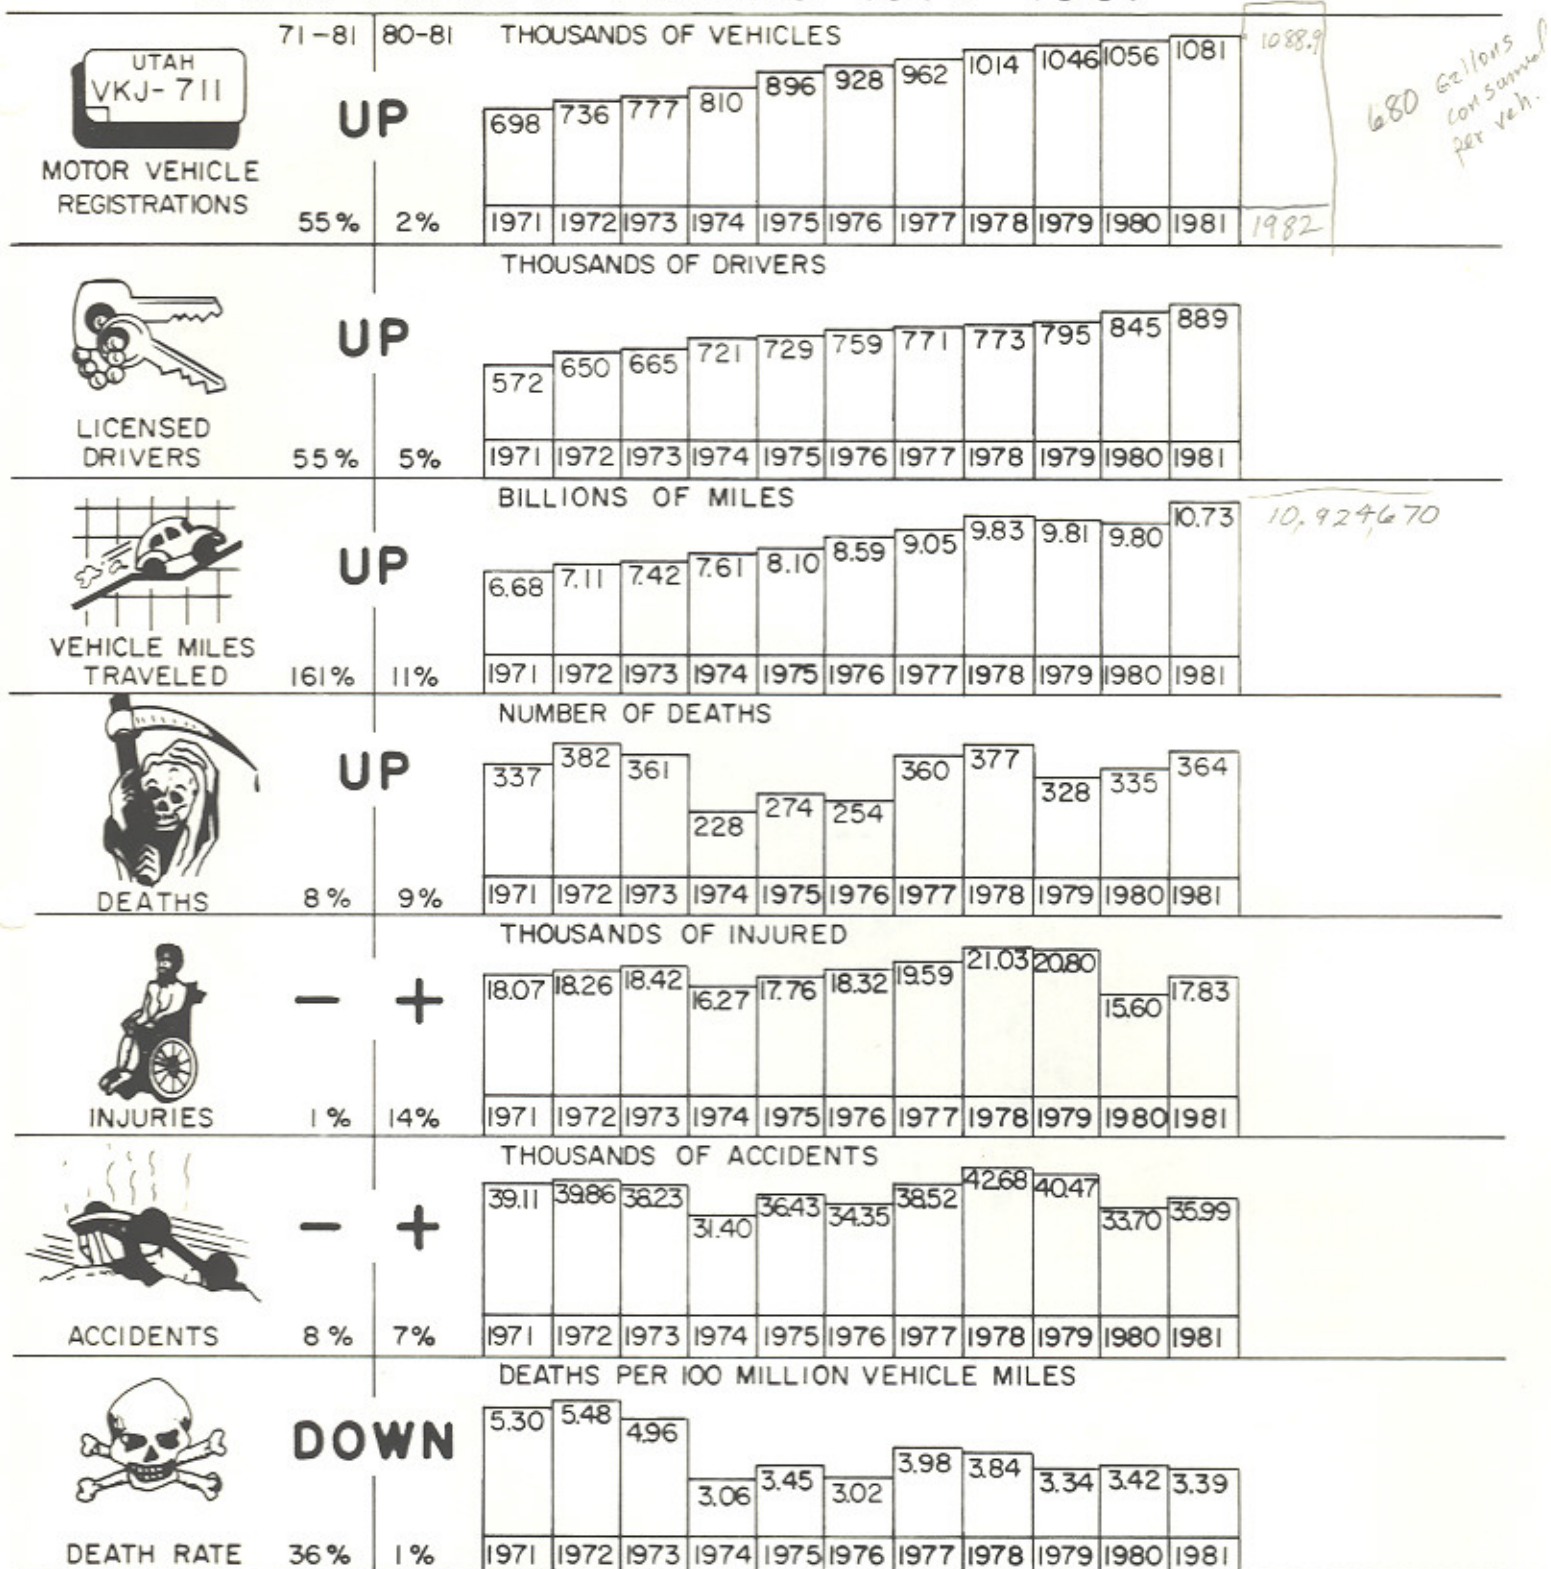 71-81 80-81 THOUSANDS OF VEHICLES
UTAH
VKJ-711
UP
698 736 777 810 896 928 962 1014 1046 1056 1081 1088.9
680 Gallons
consumed
per veh.
MOTOR VEHICLE
REGISTRATIONS
55% 2% 1971 1972 1973 1974 1975 1976 1977 1978 1979 1980 1981 1982
THOUSANDS OF DRIVERS
UP
572 650 665 721 729 759 771 773 795 845 889
LICENSED
DRIVERS
55% 5% 1971 1972 1973 1974 1975 1976 1977 1978 1979 1980 1981
BILLIONS OF MILES
UP
6.68 7.11 7.42 7.61 8.10 8.59 9.05 9.83 9.81 9.80 10.73 10,924,670
VEHICLE MILES
TRAVELED
161% 11% 1971 1972 1973 1974 1975 1976 1977 1978 1979 1980 1981
NUMBER OF DEATHS
UP
337 382 361 228 274 254 360 377 328 335 364
DEATHS 8% 9% 1971 1972 1973 1974 1975 1976 1977 1978 1979 1980 1981
THOUSANDS OF INJURED
− +
18.07 18.26 18.42 16.27 17.76 18.32 19.59 21.03 20.80 15.60 17.83
INJURIES 1% 14% 1971 1972 1973 1974 1975 1976 1977 1978 1979 1980 1981
THOUSANDS OF ACCIDENTS
− +
39.11 39.86 38.23 31.40 36.43 34.35 38.52 42.68 40.47 33.70 35.99
ACCIDENTS 8% 7% 1971 1972 1973 1974 1975 1976 1977 1978 1979 1980 1981
DEATHS PER 100 MILLION VEHICLE MILES
DOWN
5.30 5.48 4.96 3.06 3.45 3.02 3.98 3.84 3.34 3.42 3.39
DEATH RATE 36% 1% 1971 1972 1973 1974 1975 1976 1977 1978 1979 1980 1981